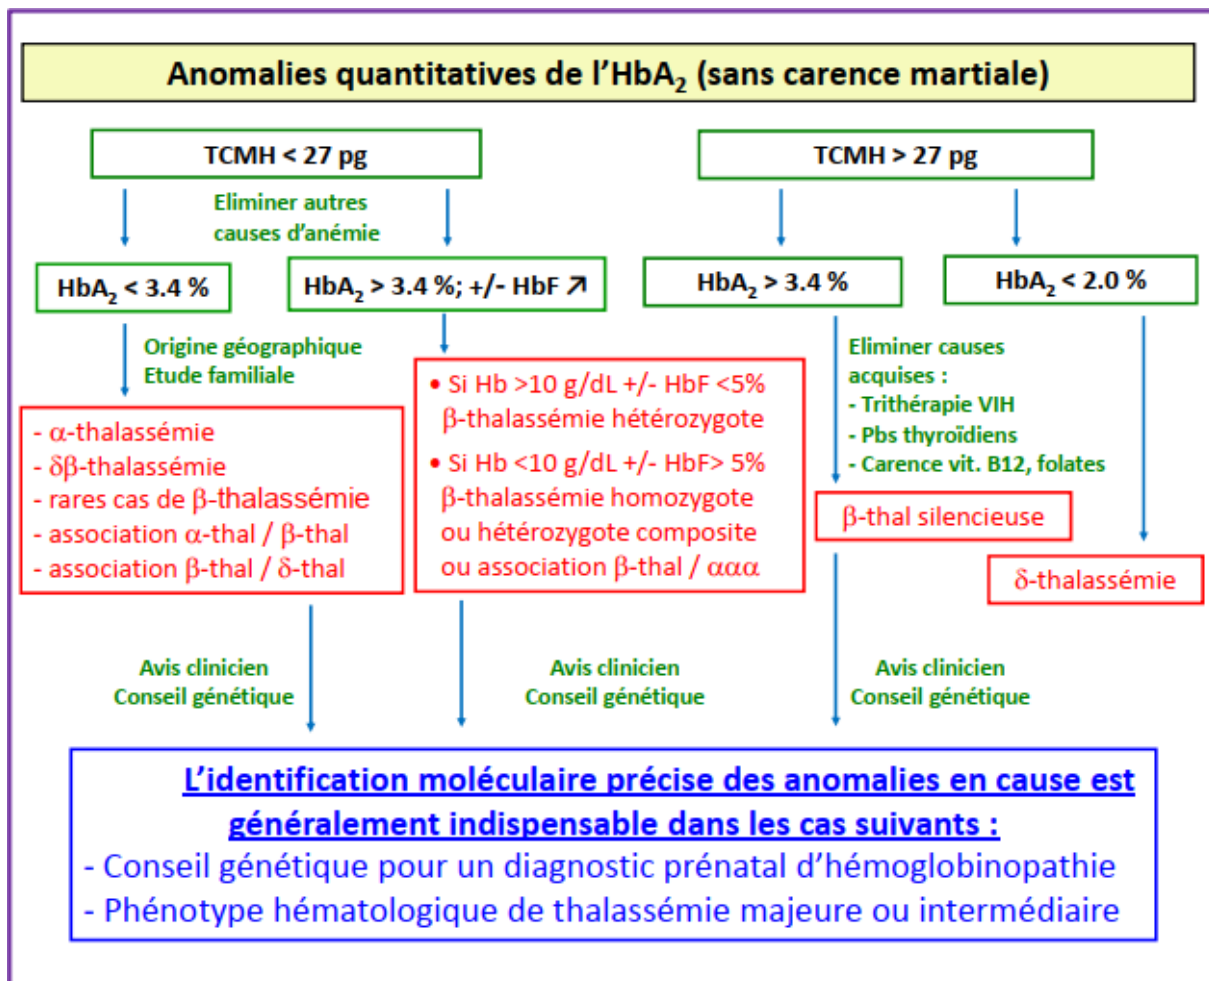 Anomalies quantitatives de l’HbA₂ (sans carence martiale)
TCMH < 27 pg
TCMH > 27 pg
Eliminer autres
causes d’anémie
HbA₂ < 3.4 %
HbA₂ > 3.4 %; +/- HbF ↗
HbA₂ > 3.4 %
HbA₂ < 2.0 %
Origine géographique
Etude familiale
- α-thalassémie
- δβ-thalassémie
- rares cas de β-thalassémie
- association α-thal / β-thal
- association β-thal / δ-thal
• Si Hb >10 g/dL +/- HbF <5%
β-thalassémie hétérozygote
• Si Hb <10 g/dL +/- HbF> 5%
β-thalassémie homozygote
ou hétérozygote composite
ou association β-thal / ααα
Eliminer causes
acquises :
- Trithérapie VIH
- Pbs thyroïdiens
- Carence vit. B12, folates
β-thal silencieuse
δ-thalassémie
Avis clinicien
Conseil génétique
Avis clinicien
Conseil génétique
Avis clinicien
Conseil génétique
L’identification moléculaire précise des anomalies en cause est
généralement indispensable dans les cas suivants :
- Conseil génétique pour un diagnostic prénatal d’hémoglobinopathie
- Phénotype hématologique de thalassémie majeure ou intermédiaire